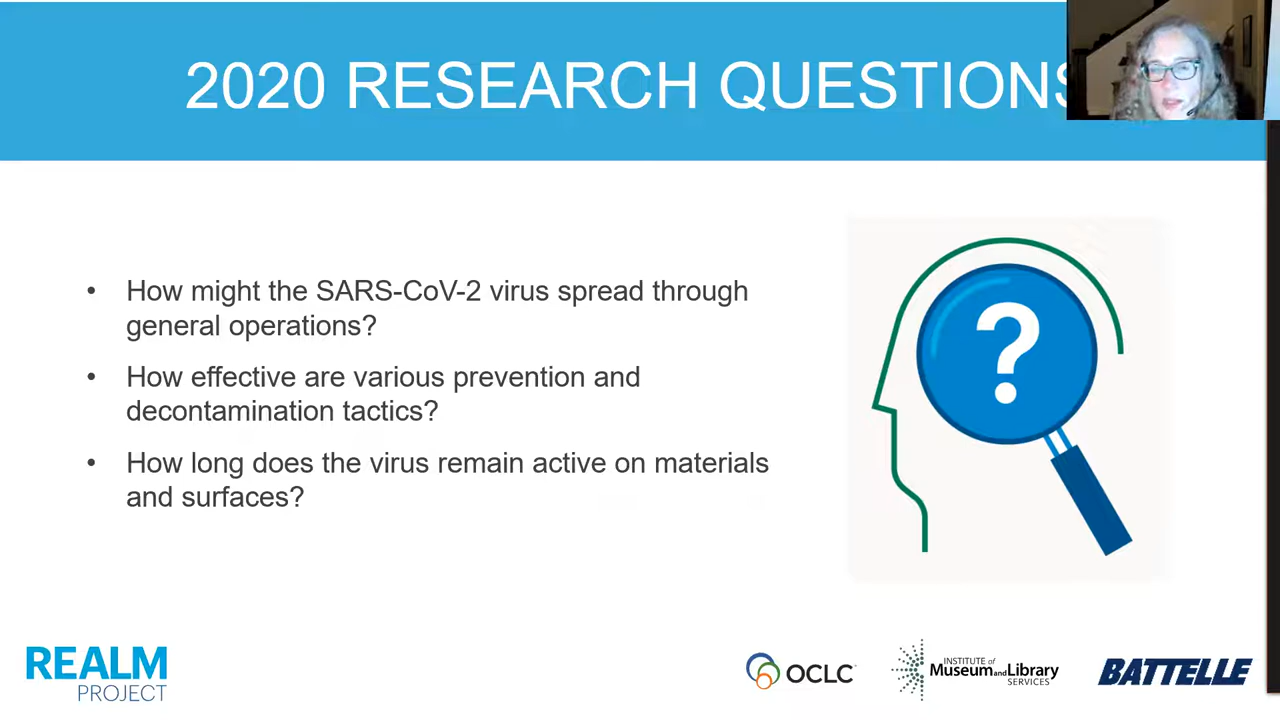 2020 RESEARCH QUESTIONS
• How might the SARS-CoV-2 virus spread through
general operations?
• How effective are various prevention and
decontamination tactics?
• How long does the virus remain active on materials
and surfaces?
?
REALM
PROJECT
OCLC
INSTITUTE of
Museum and Library
SERVICES
BATTELLE